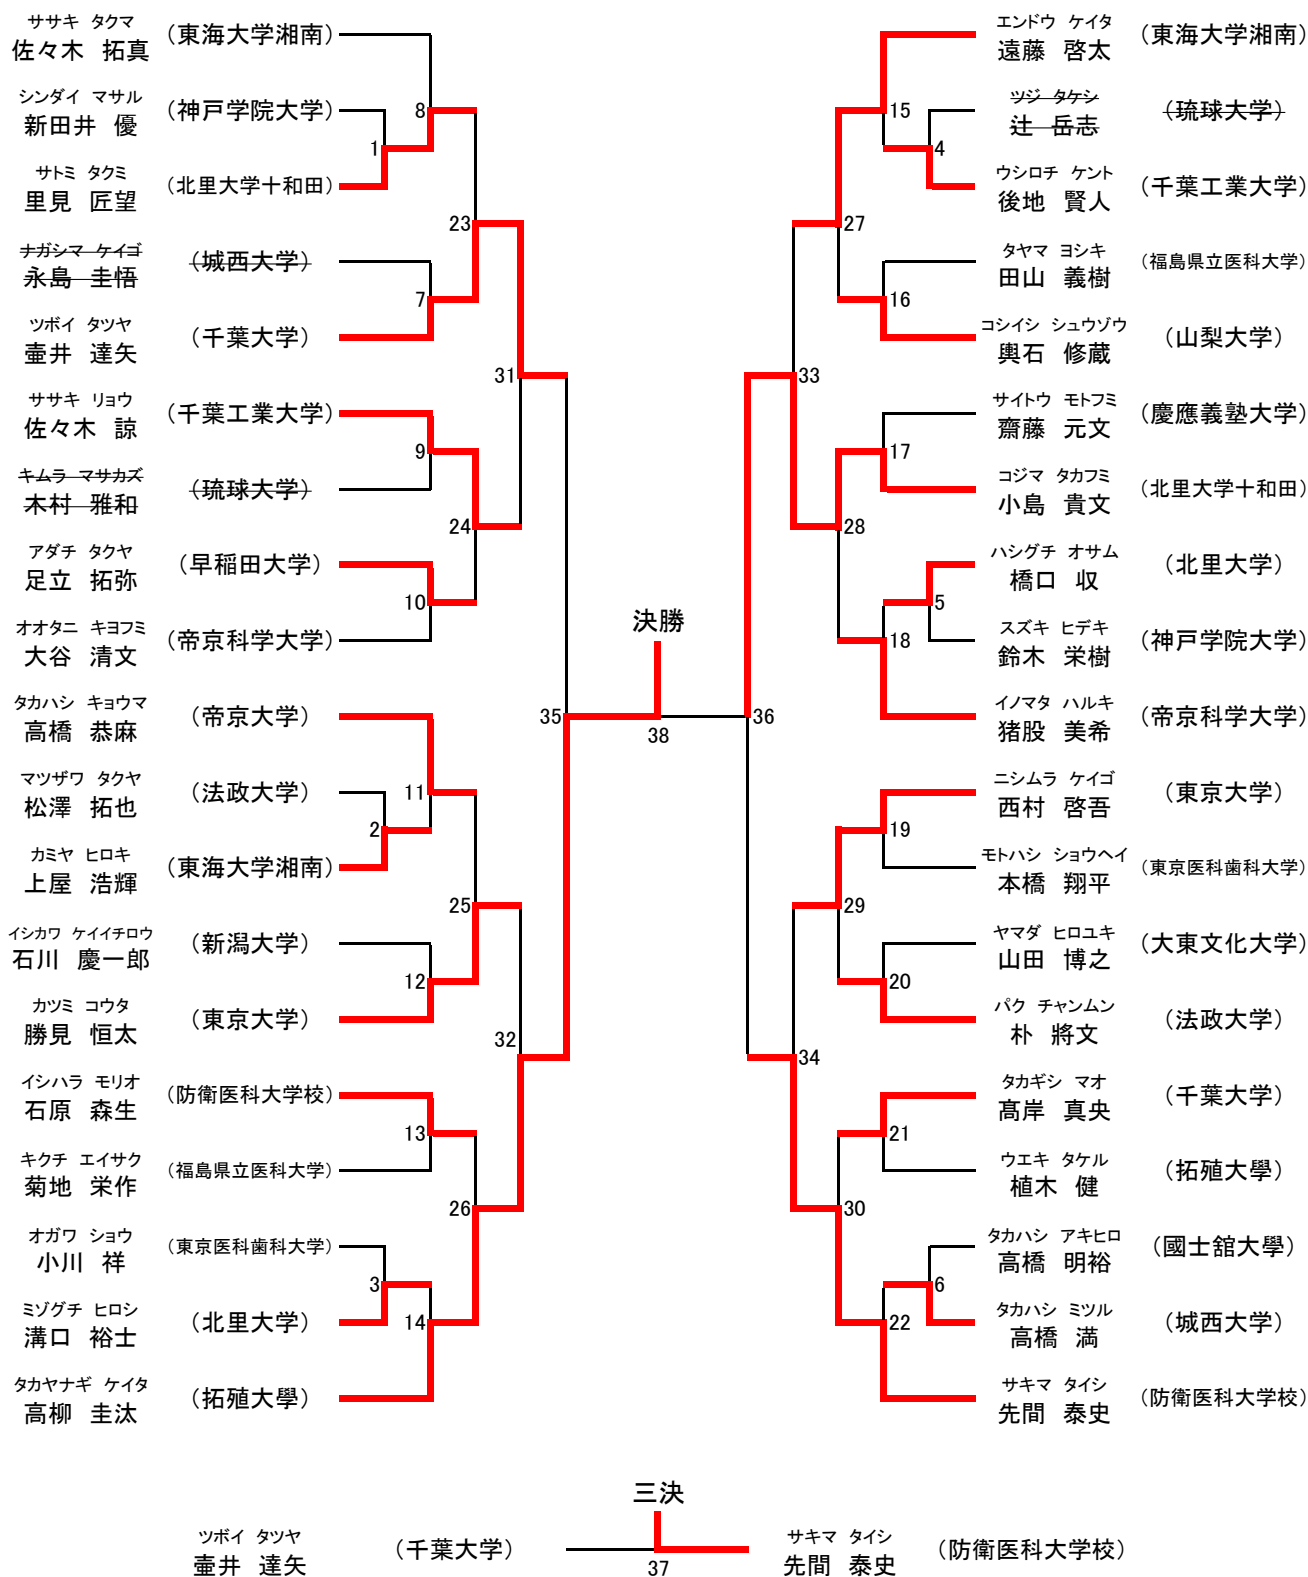 ササキ タクマ
佐々木 拓真 (東海大学湘南)
シンダイ マサル
新田井 優 (神戸学院大学)
サトミ タクミ
里見 匠望 (北里大学十和田)
ナガシマ ケイゴ
永島 圭悟 (城西大学)
ツボイ タツヤ
壷井 達矢 (千葉大学)
ササキ リョウ
佐々木 諒 (千葉工業大学)
キムラ マサカズ
木村 雅和 (琉球大学)
アダチ タクヤ
足立 拓弥 (早稲田大学)
オオタニ キヨフミ
大谷 清文 (帝京科学大学)
タカハシ キョウマ
高橋 恭麻 (帝京大学)
マツザワ タクヤ
松澤 拓也 (法政大学)
カミヤ ヒロキ
上屋 浩輝 (東海大学湘南)
イシカワ ケイイチロウ
石川 慶一郎 (新潟大学)
カツミ コウタ
勝見 恒太 (東京大学)
イシハラ モリオ
石原 森生 (防衛医科大学校)
キクチ エイサク
菊地 栄作 (福島県立医科大学)
オガワ ショウ
小川 祥 (東京医科歯科大学)
ミゾグチ ヒロシ
溝口 裕士 (北里大学)
タカヤナギ ケイタ
高柳 圭汰 (拓殖大學)
8
1
23
7
31
9
24
10
35
11
2
25
12
32
13
26
3
14
決勝
38
15
4
27
16
33
17
28
5
18
36
19
29
20
34
21
30
6
22
エンドウ ケイタ
遠藤 啓太 (東海大学湘南)
ツジ タケシ
辻 岳志 (琉球大学)
ウシロチ ケント
後地 賢人 (千葉工業大学)
タヤマ ヨシキ
田山 義樹 (福島県立医科大学)
コシイシ シュウゾウ
輿石 修蔵 (山梨大学)
サイトウ モトフミ
齋藤 元文 (慶應義塾大学)
コジマ タカフミ
小島 貴文 (北里大学十和田)
ハシグチ オサム
橋口 収 (北里大学)
スズキ ヒデキ
鈴木 栄樹 (神戸学院大学)
イノマタ ハルキ
猪股 美希 (帝京科学大学)
ニシムラ ケイゴ
西村 啓吾 (東京大学)
モトハシ ショウヘイ
本橋 翔平 (東京医科歯科大学)
ヤマダ ヒロユキ
山田 博之 (大東文化大学)
パク チャンムン
朴 將文 (法政大学)
タカギシ マオ
髙岸 真央 (千葉大学)
ウエキ タケル
植木 健 (拓殖大學)
タカハシ アキヒロ
高橋 明裕 (國士舘大學)
タカハシ ミツル
高橋 満 (城西大学)
サキマ タイシ
先間 泰史 (防衛医科大学校)
三決
ツボイ タツヤ
壷井 達矢 (千葉大学)
37
サキマ タイシ
先間 泰史 (防衛医科大学校)